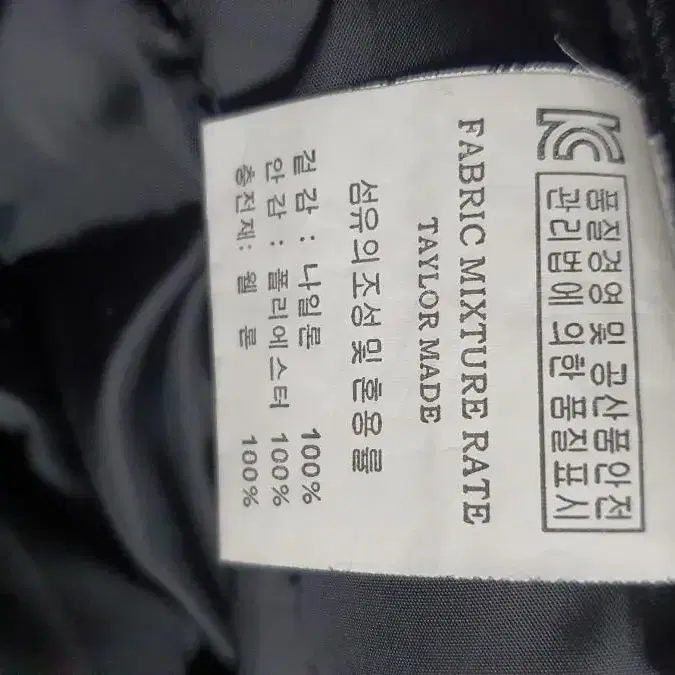 KC
품질경영 및 공산품안전
관리법에 의한 품질표시
FABRIC MIXTURE RATE
TAYLOR MADE
섬유의조성및혼용률
겉 감 : 나일론 100%
안 감 : 폴리에스터 100%
충전재: 웰 론 100%